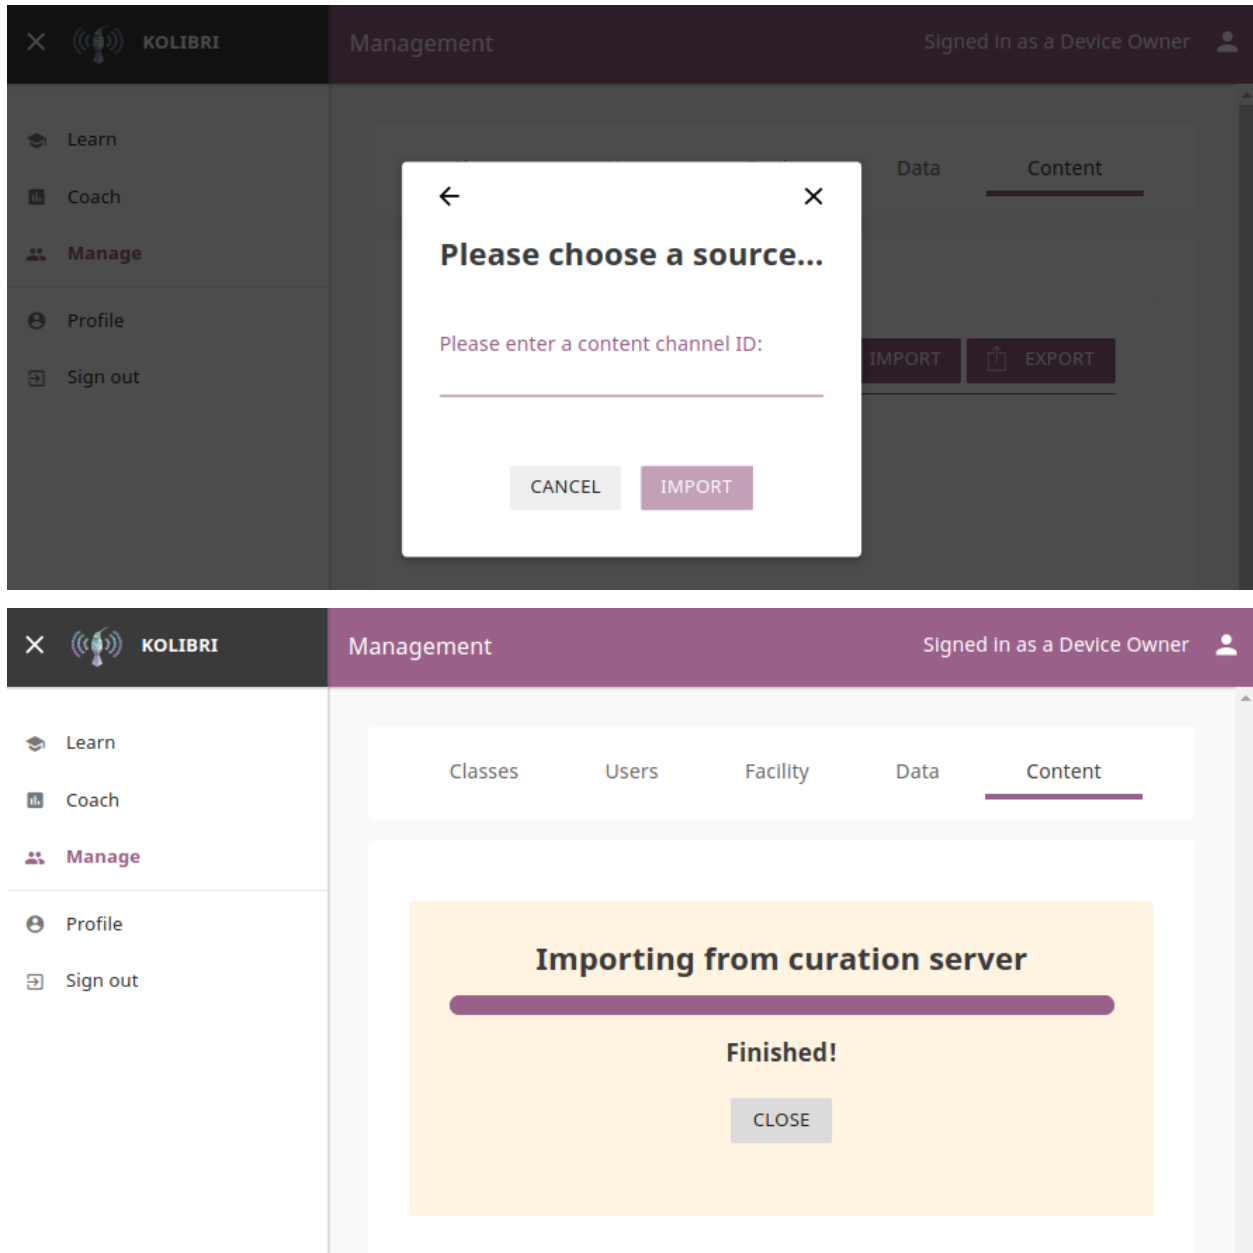 KOLIBRI
Management
Signed in as a Device Owner
Learn
Coach
Manage
Profile
Sign out
Data
Content
Please choose a source...
Please enter a content channel ID:
CANCEL
IMPORT
IMPORT
EXPORT
KOLIBRI
Management
Signed in as a Device Owner
Learn
Coach
Manage
Profile
Sign out
Classes
Users
Facility
Data
Content
Importing from curation server
Finished!
CLOSE